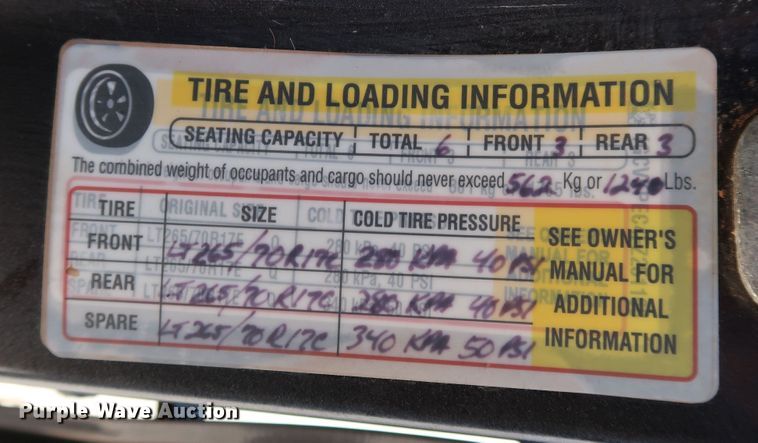 Purple Wave Auction
TIRE AND LOADING INFORMATION
SEATING CAPACITY TOTAL 6 FRONT 3 REAR 3
The combined weight of occupants and cargo should never exceed 562 Kg or 1240 Lbs.
TIRE SIZE COLD TIRE PRESSURE
FRONT LT265/70R17C 280 KPA 40 PSI
REAR LT265/70R17C 280 KPA 40 PSI
SPARE LT265/70R17C 340 KPA 50 PSI
SEE OWNER'S
MANUAL FOR
ADDITIONAL
INFORMATION
Purple Wave Auction